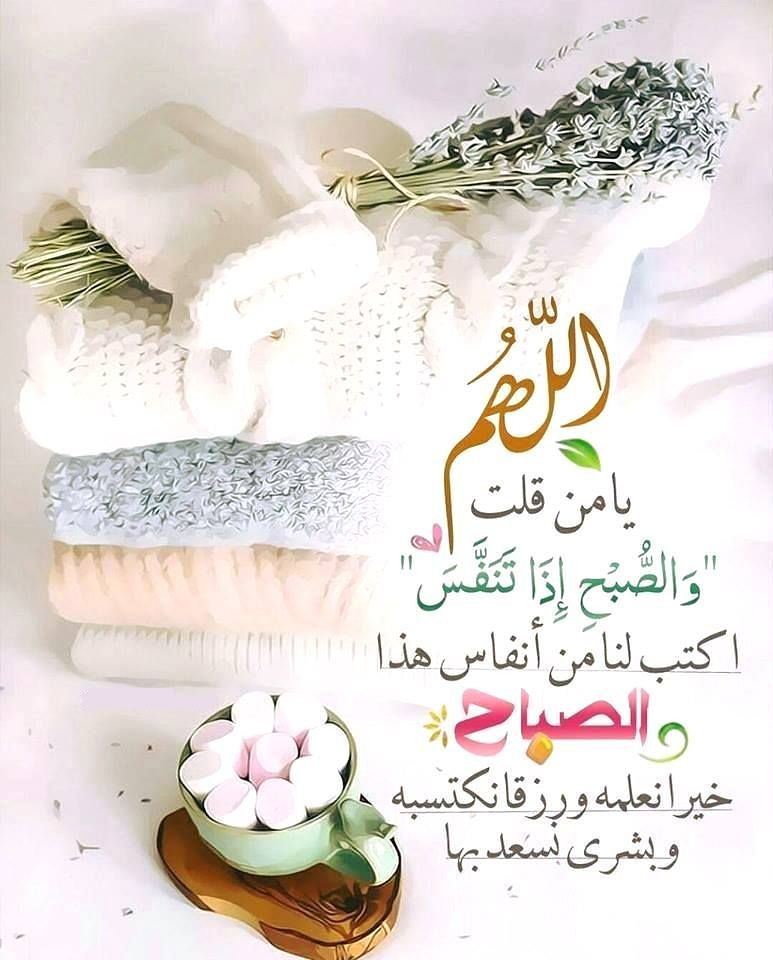 اللّهُم
يا من قلت
"وَالصُّبْحِ إِذَا تَنَفَّسَ"
اكتب لنا من أنفاس هذا
الصباح
خيرا نعلمه ورزقا نكتسبه
وبشرى نسعد بها